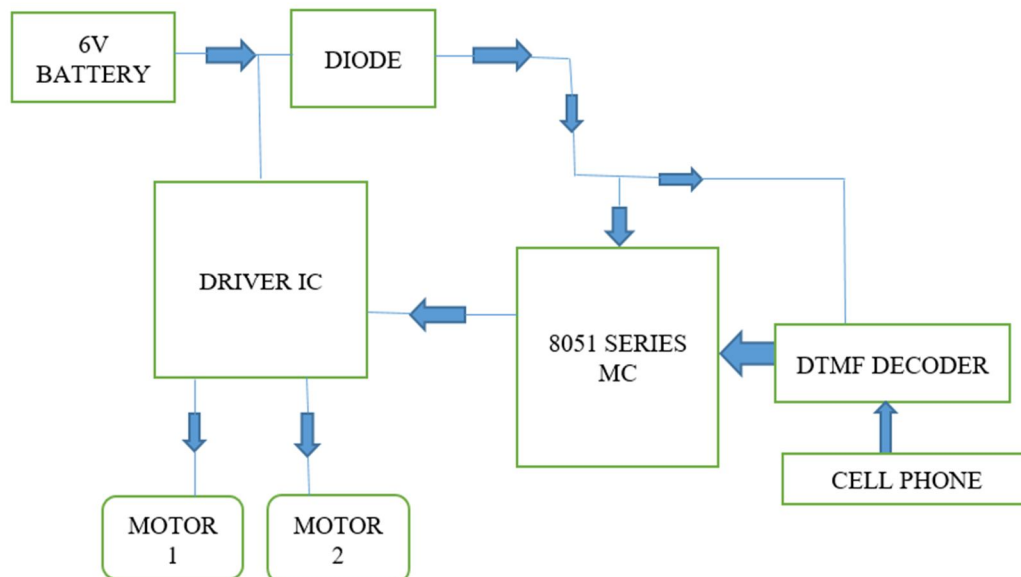 6V
BATTERY
DIODE
DRIVER IC
8051 SERIES
MC
DTMF DECODER
CELL PHONE
MOTOR
1
MOTOR
2